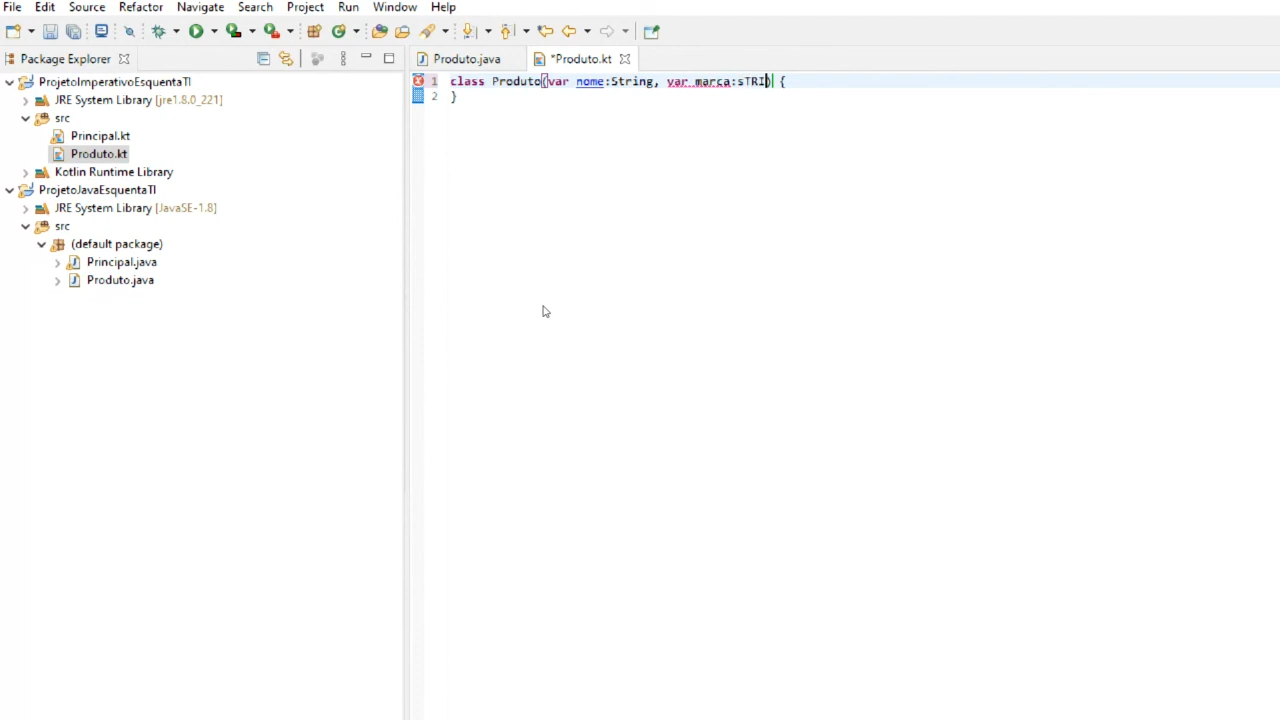 File Edit Source Refactor Navigate Search Project Run Window Help
Package Explorer
Produto.java
*Produto.kt
ProjetoImperativoEsquentaTI
JRE System Library [jre1.8.0_221]
src
Principal.kt
Produto.kt
Kotlin Runtime Library
ProjetoJavaEsquentaTI
JRE System Library [JavaSE-1.8]
src
(default package)
Principal.java
Produto.java
1 class Produto(var nome:String, var marca:sTRI) {
2 }